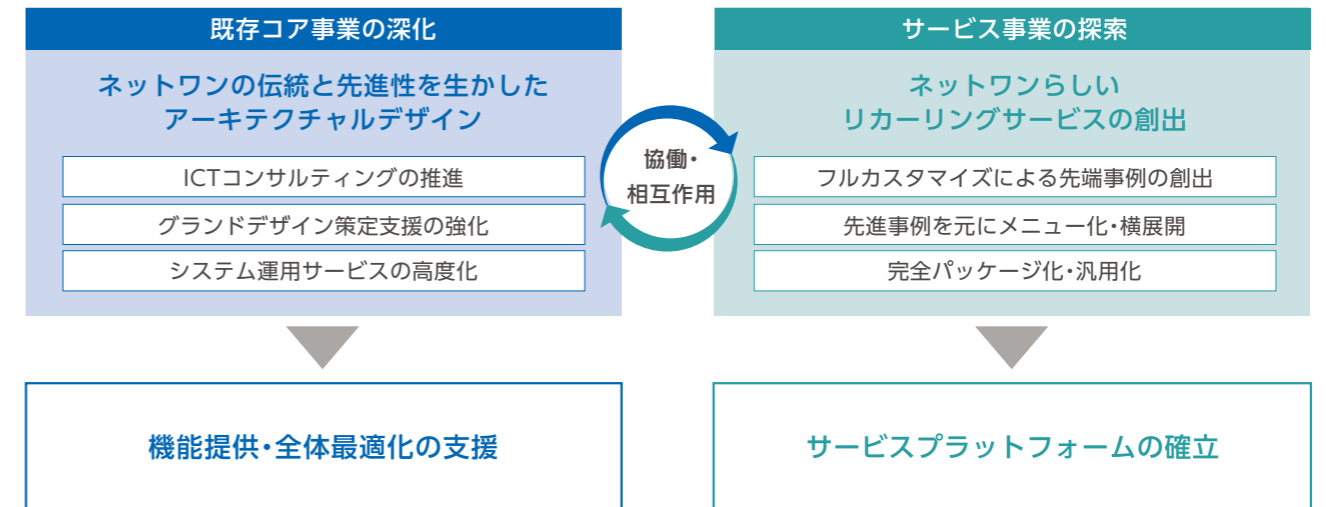 既存コア事業の深化
ネットワンの伝統と先進性を生かした
アーキテクチャルデザイン
ICTコンサルティングの推進
グランドデザイン策定支援の強化
システム運用サービスの高度化
協働・
相互作用
サービス事業の探索
ネットワンらしい
リカーリングサービスの創出
フルカスタマイズによる先端事例の創出
先進事例を元にメニュー化・横展開
完全パッケージ化・汎用化
機能提供・全体最適化の支援
サービスプラットフォームの確立